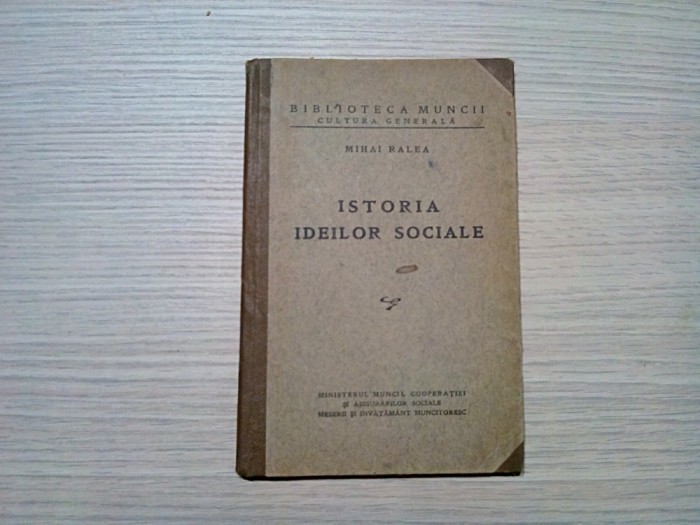 BIBLIOTECA MUNCII
CULTURA GENERALĂ
MIHAI RALEA
ISTORIA
IDEILOR SOCIALE
MINISTERUL MUNCII, COOPERAȚIEI
ȘI ASIGURĂRILOR SOCIALE
MESERII ȘI ÎNVĂȚĂMÂNT MUNCITORESC